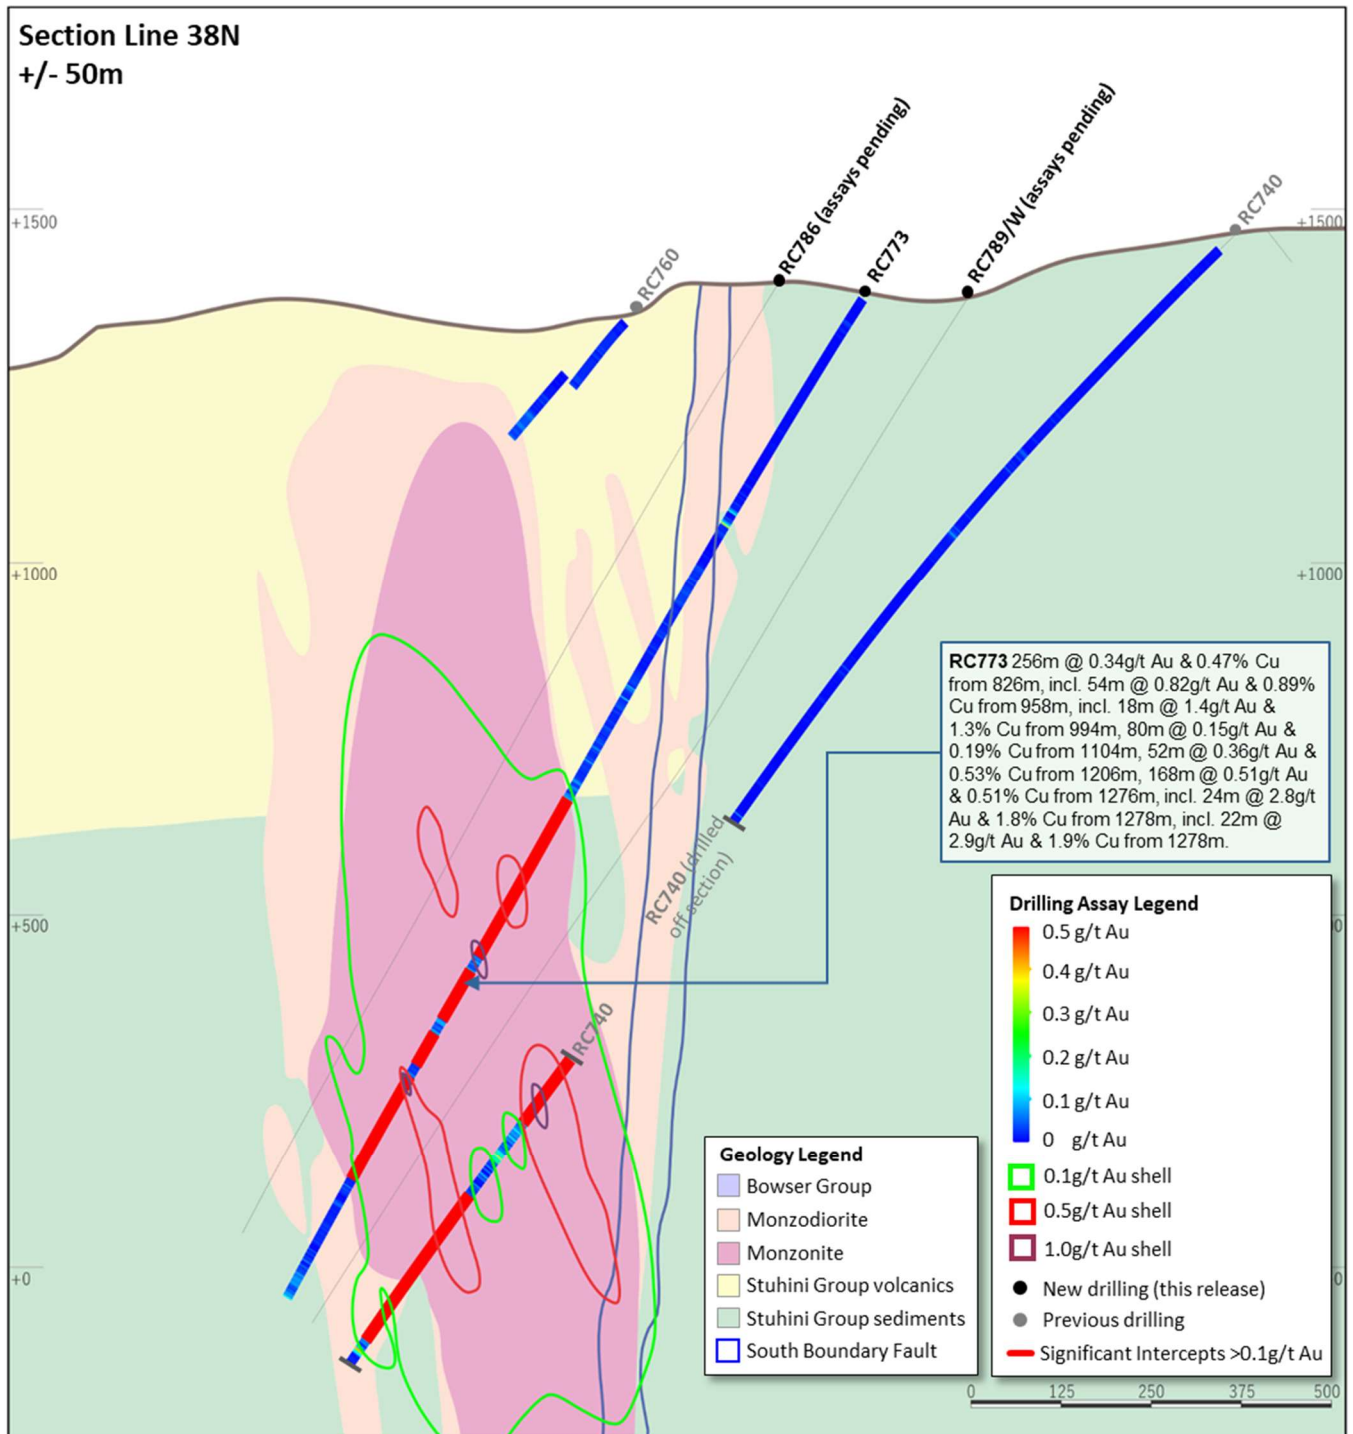 Section Line 38N
+/- 50m
RC786 (assays pending)
RC789/W (assays pending)
RC740
+1500
+1500
RC760
RC773
+1000
+1000
RC773 256m @ 0.34g/t Au & 0.47% Cu
from 826m, incl. 54m @ 0.82g/t Au & 0.89%
Cu from 958m, incl. 18m @ 1.4g/t Au &
1.3% Cu from 994m, 80m @ 0.15g/t Au &
0.19% Cu from 1104m, 52m @ 0.36g/t Au &
0.53% Cu from 1206m, 168m @ 0.51g/t Au
& 0.51% Cu from 1276m, incl. 24m @ 2.8g/t
Au & 1.8% Cu from 1278m, incl. 22m @
2.9g/t Au & 1.9% Cu from 1278m.
RC740 (drilled
off section)
+500
0
RC740
Drilling Assay Legend
0.5 g/t Au
0.4 g/t Au
0.3 g/t Au
0.2 g/t Au
0.1 g/t Au
0 g/t Au
0.1g/t Au shell
0.5g/t Au shell
1.0g/t Au shell
New drilling (this release)
Previous drilling
Significant Intercepts >0.1g/t Au
Geology Legend
Bowser Group
Monzodiorite
Monzonite
Stuhini Group volcanics
Stuhini Group sediments
South Boundary Fault
+0
0
0 125 250 375 500